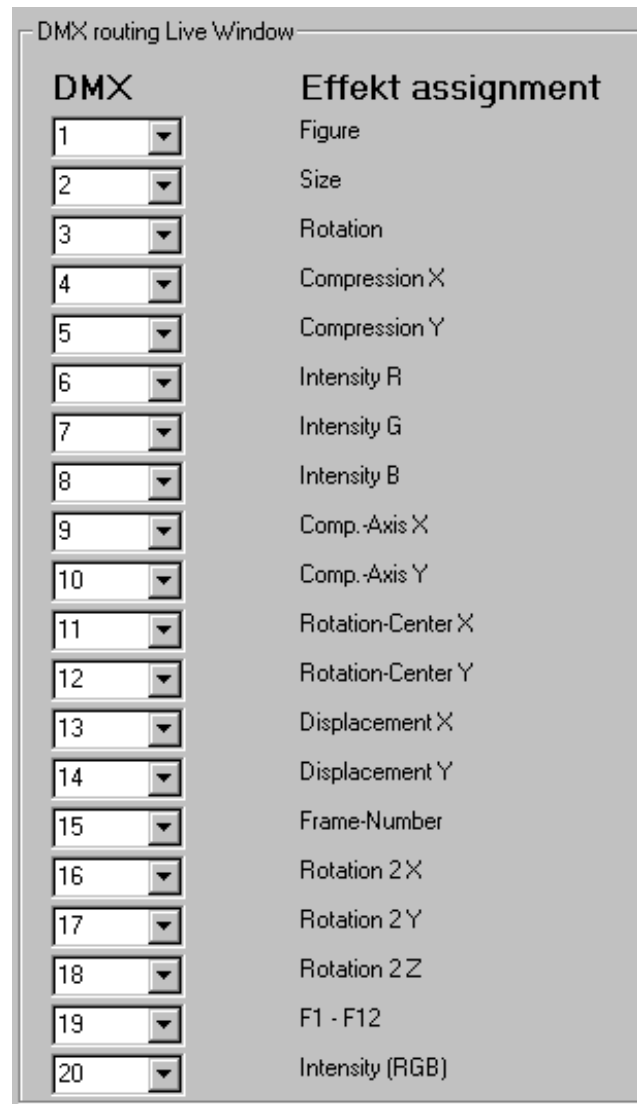 DMX routing Live Window
DMX Effekt assignment
1 Figure
2 Size
3 Rotation
4 Compression X
5 Compression Y
6 Intensity R
7 Intensity G
8 Intensity B
9 Comp.-Axis X
10 Comp.-Axis Y
11 Rotation-Center X
12 Rotation-Center Y
13 Displacement X
14 Displacement Y
15 Frame-Number
16 Rotation 2 X
17 Rotation 2 Y
18 Rotation 2 Z
19 F1 - F12
20 Intensity (RGB)